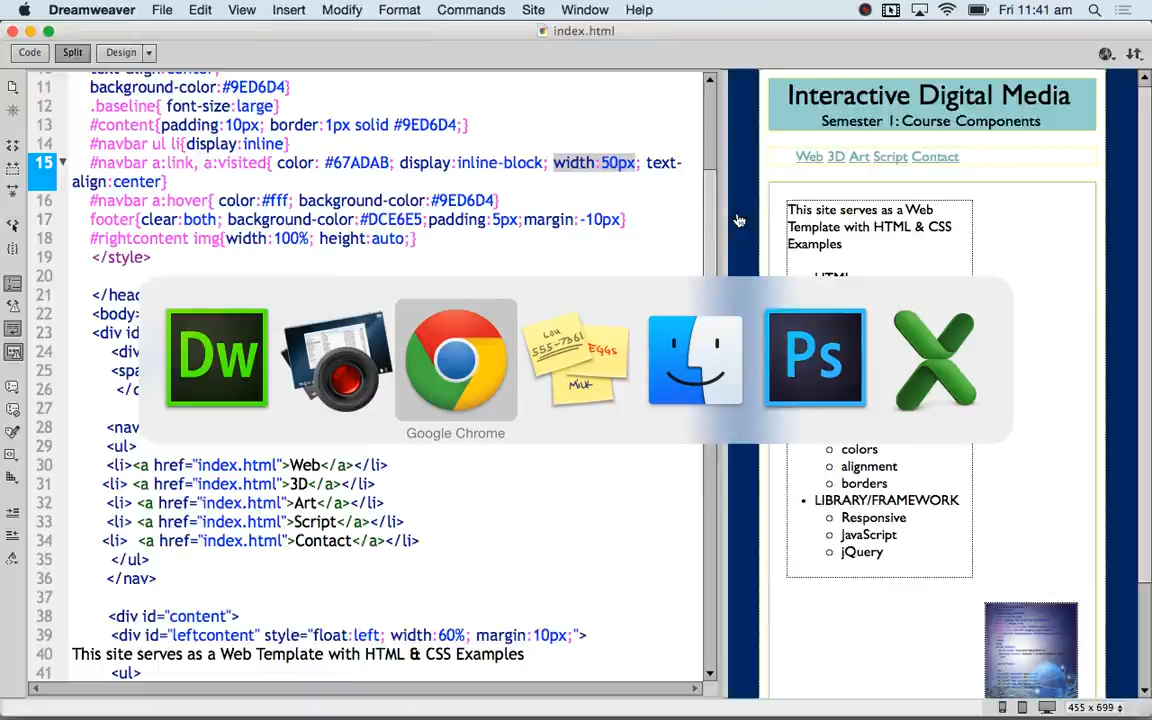 Dreamweaver File Edit View Insert Modify Format Commands Site Window Help Fri 11:41 am
index.html
Code Split Design
11 background-color:#9ED6D4}
12 .baseline{ font-size:large}
13 #content{padding:10px; border:1px solid #9ED6D4;}
14 #navbar ul li{display:inline}
15 #navbar a:link, a:visited{ color: #67ADAB; display:inline-block; width:50px; text-
align:center}
16 #navbar a:hover{ color:#fff; background-color:#9ED6D4}
17 footer{clear:both; background-color:#DCE6E5;padding:5px;margin:-10px}
18 #rightcontent img{width:100%; height:auto;}
19 </style>
20
21 </head
22 <body>
23 <div id
24 <div
25 <spa
26 </
27
28 <nav
29 <ul>
30 <li><a href="index.html">Web</a></li>
31 <li> <a href="index.html">3D</a></li>
32 <li> <a href="index.html">Art</a></li>
33 <li> <a href="index.html">Script</a></li>
34 <li>  <a href="index.html">Contact</a></li>
35 </ul>
36 </nav>
37
38 <div id="content">
39 <div id="leftcontent" style="float:left; width:60%; margin:10px;">
40 This site serves as a Web Template with HTML & CSS Examples
41 <ul>
Interactive Digital Media
Semester 1: Course Components
Web 3D Art Script Contact
This site serves as a Web
Template with HTML & CSS
Examples
Dw
Lou
555-7361
EGGS
MILK
Ps
Google Chrome
colors
alignment
borders
LIBRARY/FRAMEWORK
Responsive
JavaScript
jQuery
455 x 699